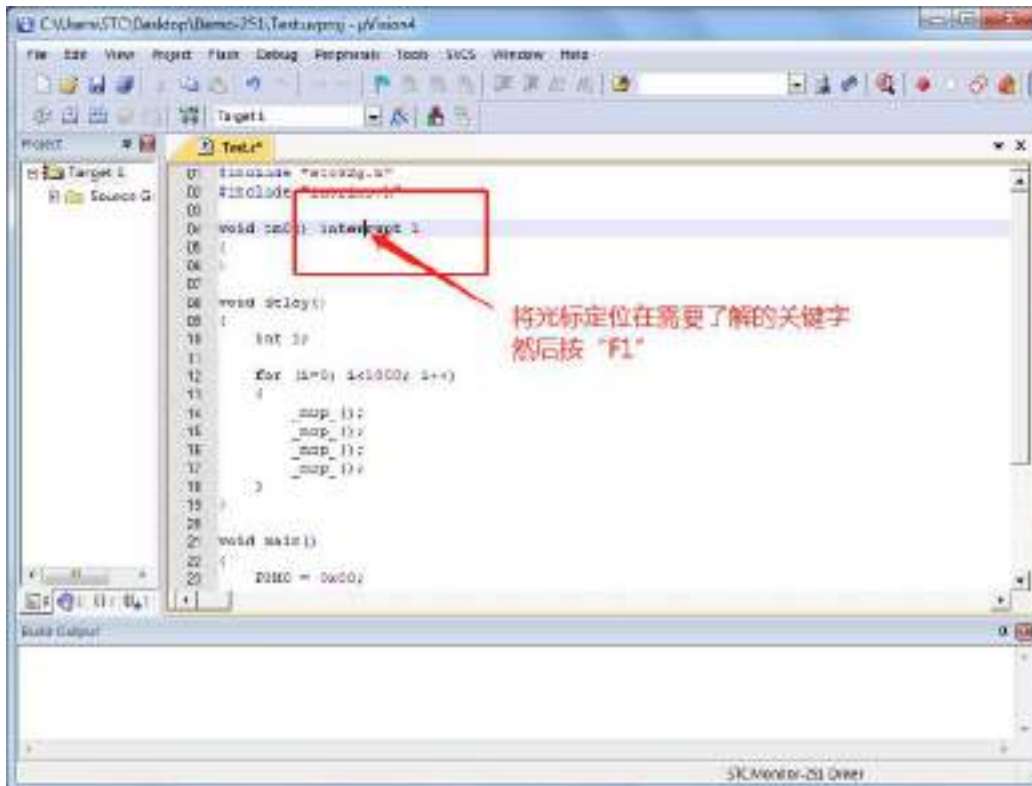 C:\Users\STC\Desktop\Demo-251\Test.uvproj - µVision4
File Edit View Project Flash Debug Peripherals Tools SVCS Window Help
Target 1
Project
Test.c*
Target 1
Source G
01 #include
02 #include
03
04 void tm0() interrupt 1
05 {
06 }
07
08 void delay()
09 {
10 int i;
11
12 for (i=0; i<1000; i++)
13 {
14 _nop_();
15 _nop_();
16 _nop_();
17 _nop_();
18 }
19 }
20
21 void main()
22 {
23 P0M0 = 0x00;
将光标定位在需要了解的关键字
然后按 “F1”
Build Output
STC Monitor-251 Driver